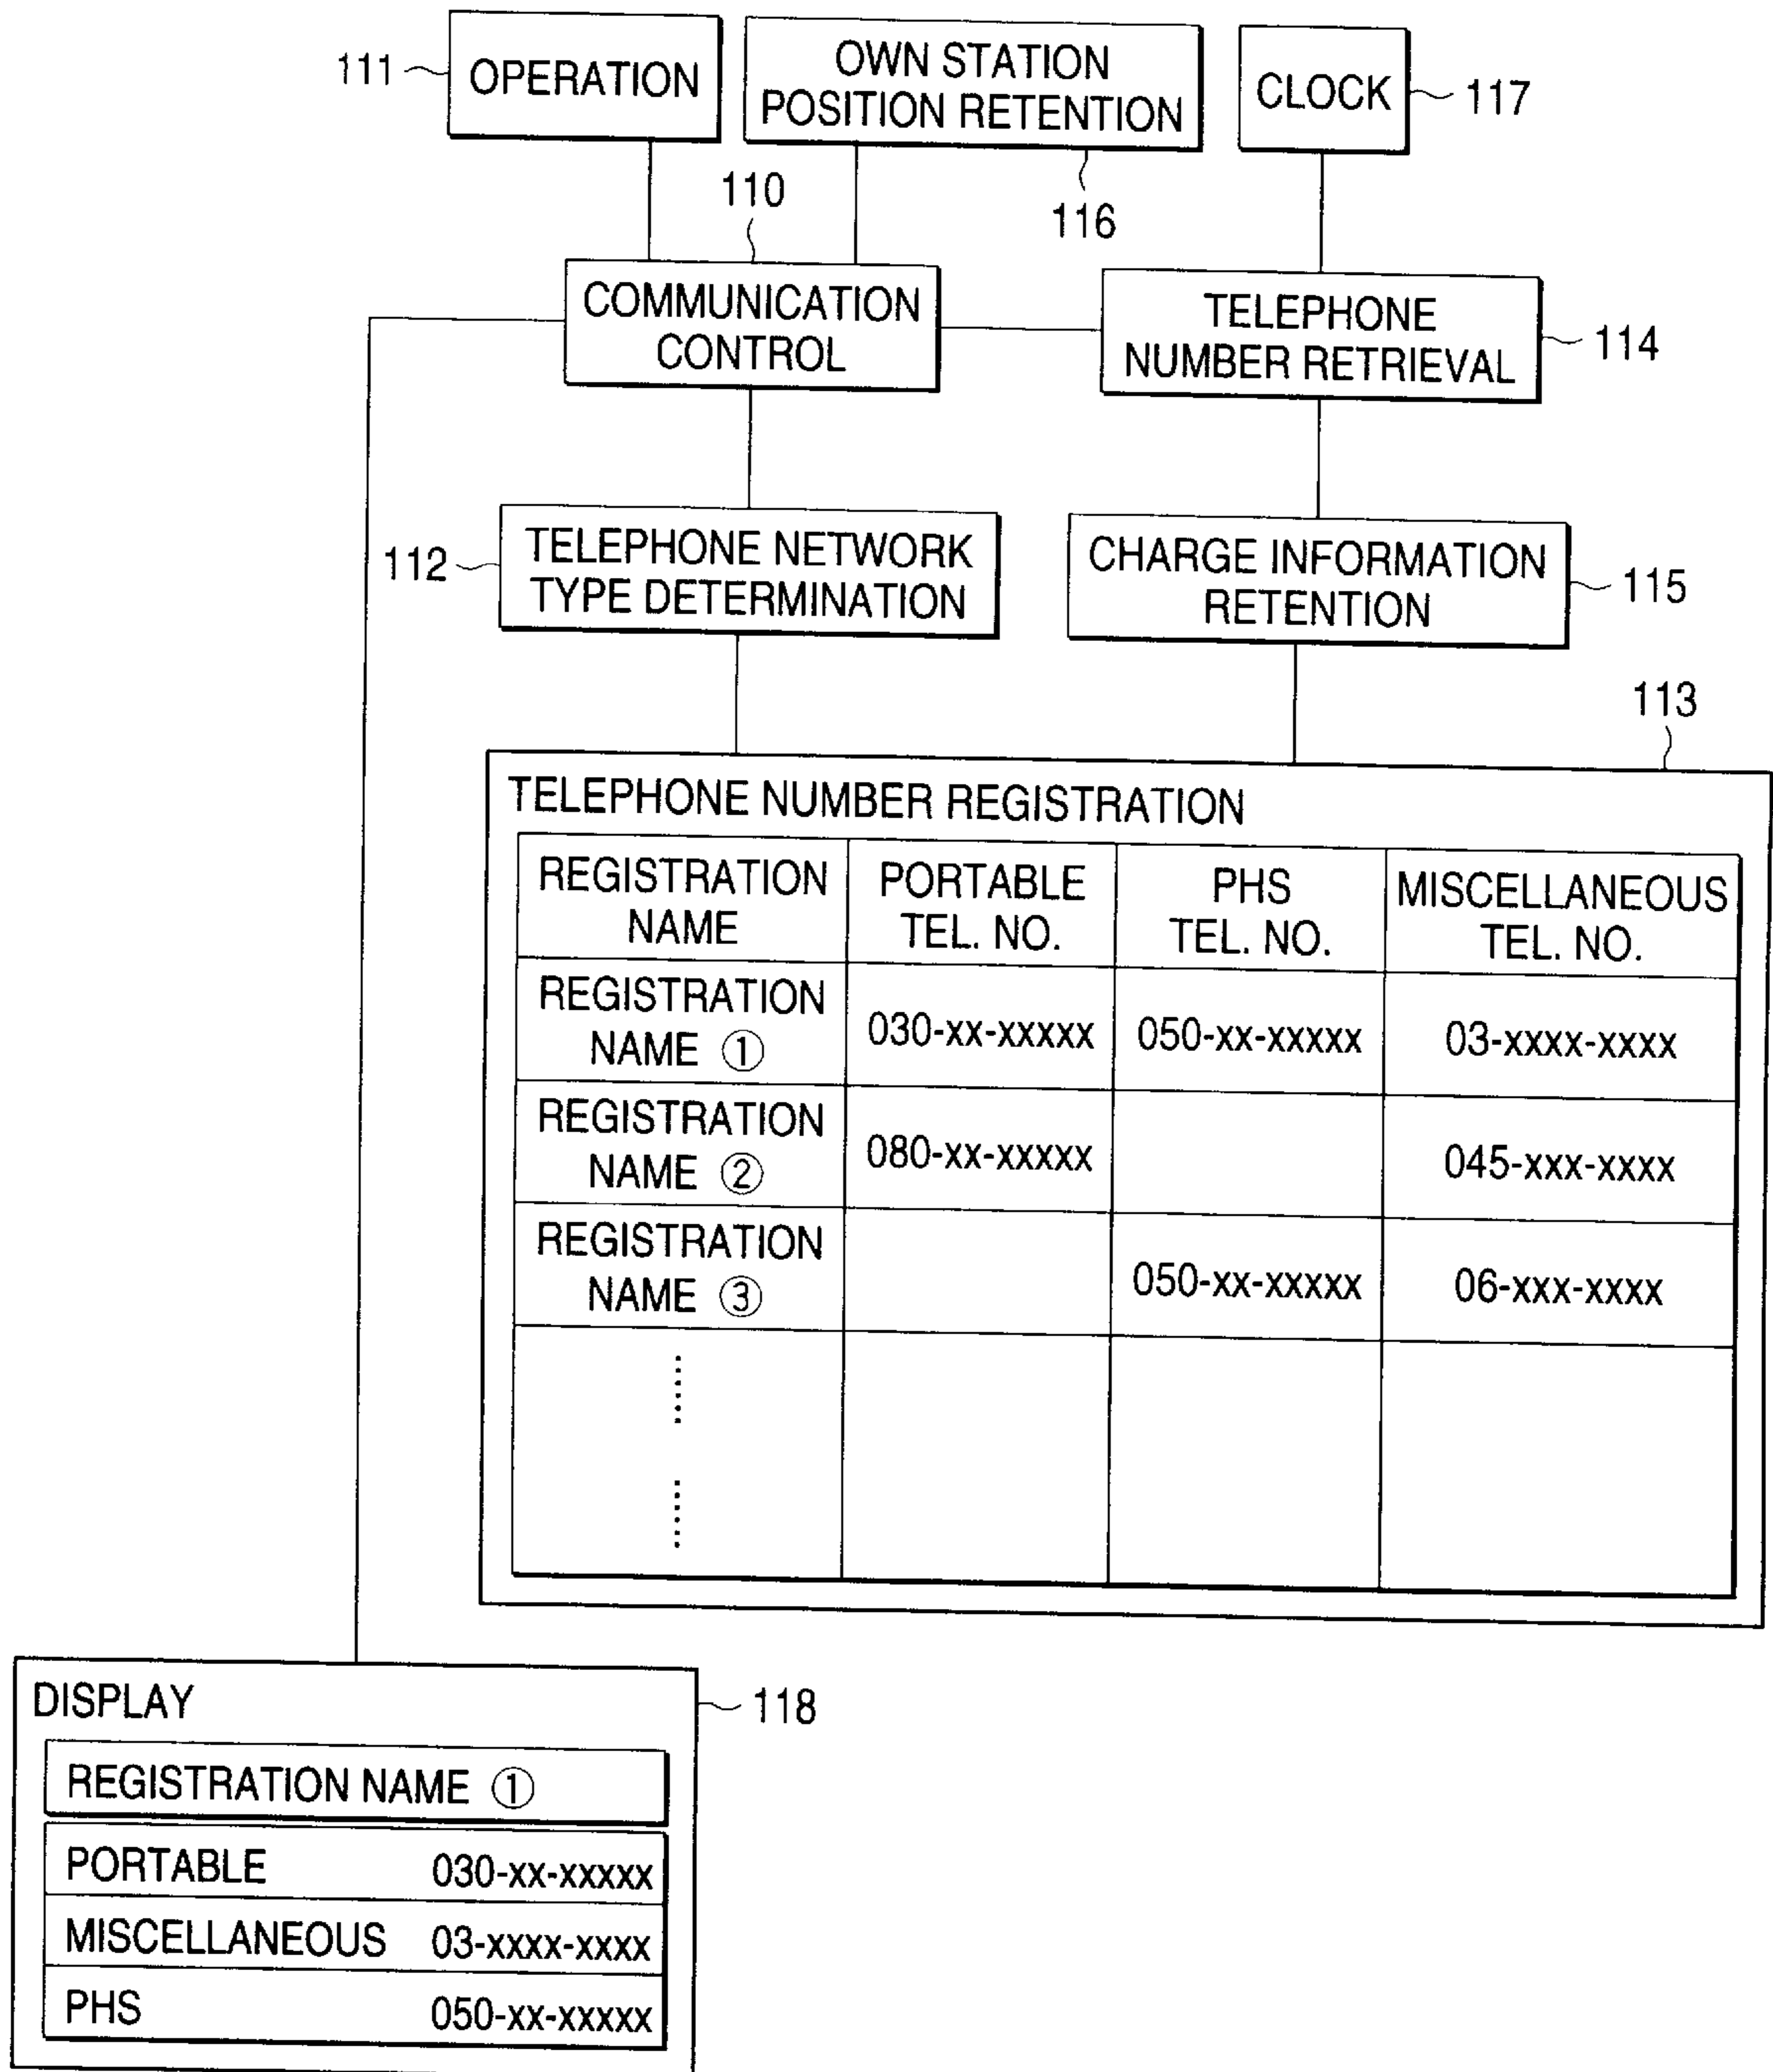 111
OPERATION
OWN STATION
POSITION RETENTION
CLOCK
117
110
116
COMMUNICATION
CONTROL
TELEPHONE
NUMBER RETRIEVAL
114
112
TELEPHONE NETWORK
TYPE DETERMINATION
CHARGE INFORMATION
RETENTION
115
113
TELEPHONE NUMBER REGISTRATION
REGISTRATION
NAME
PORTABLE
TEL. NO.
PHS
TEL. NO.
MISCELLANEOUS
TEL. NO.
REGISTRATION
NAME ①
030-xx-xxxxx
050-xx-xxxxx
03-xxxx-xxxx
REGISTRATION
NAME ②
080-xx-xxxxx
045-xxx-xxxx
REGISTRATION
NAME ③
050-xx-xxxxx
06-xxx-xxxx
DISPLAY
118
REGISTRATION NAME ①
PORTABLE 030-xx-xxxxx
MISCELLANEOUS 03-xxxx-xxxx
PHS 050-xx-xxxxx